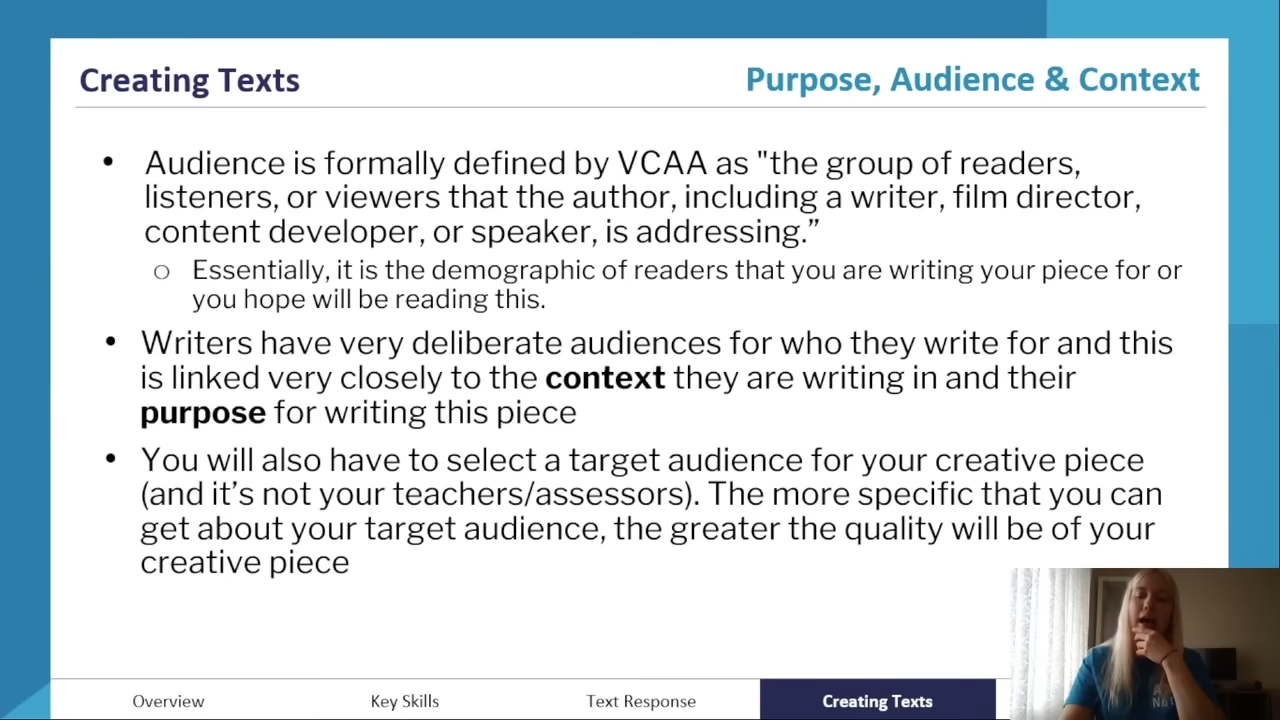 Creating Texts
Purpose, Audience & Context
• Audience is formally defined by VCAA as "the group of readers,
listeners, or viewers that the author, including a writer, film director,
content developer, or speaker, is addressing.”
○ Essentially, it is the demographic of readers that you are writing your piece for or
you hope will be reading this.
• Writers have very deliberate audiences for who they write for and this
is linked very closely to the context they are writing in and their
purpose for writing this piece
• You will also have to select a target audience for your creative piece
(and it’s not your teachers/assessors). The more specific that you can
get about your target audience, the greater the quality will be of your
creative piece
Overview
Key Skills
Text Response
Creating Texts